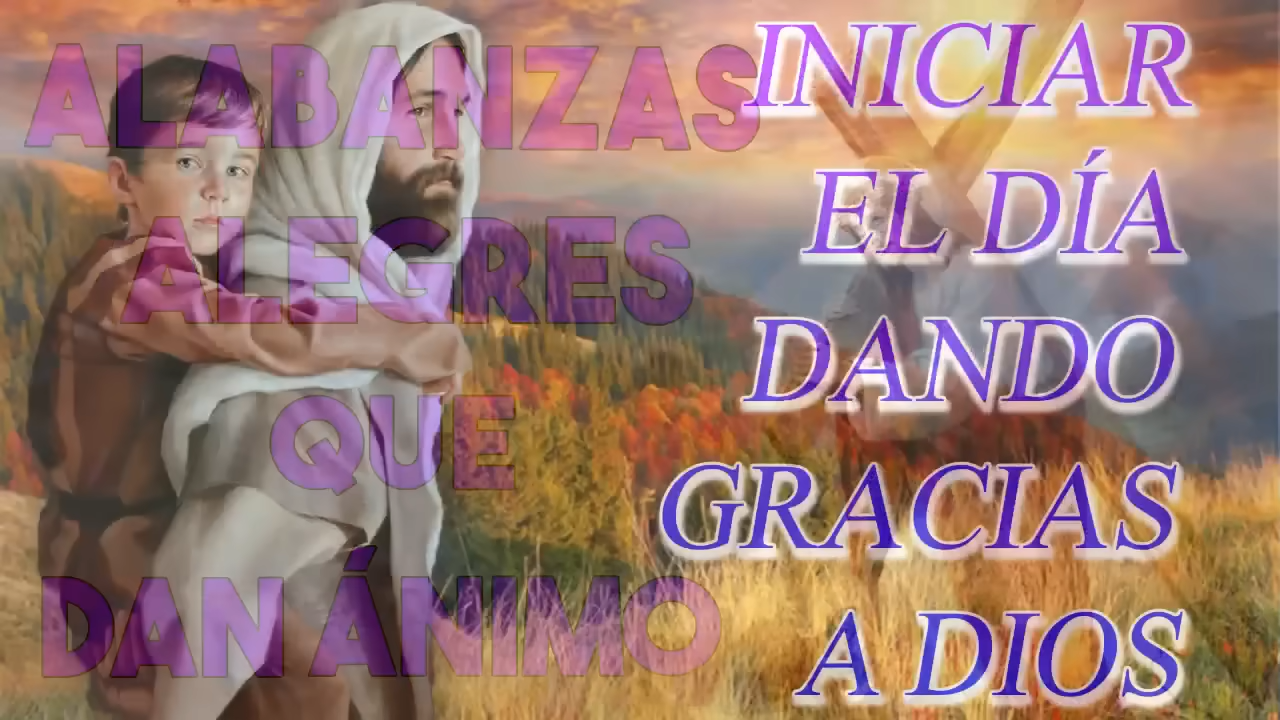 ALABANZAS
ALEGRES
QUE
DAN ÁNIMO
INICIAR
EL DÍA
DANDO
GRACIAS
A DIOS